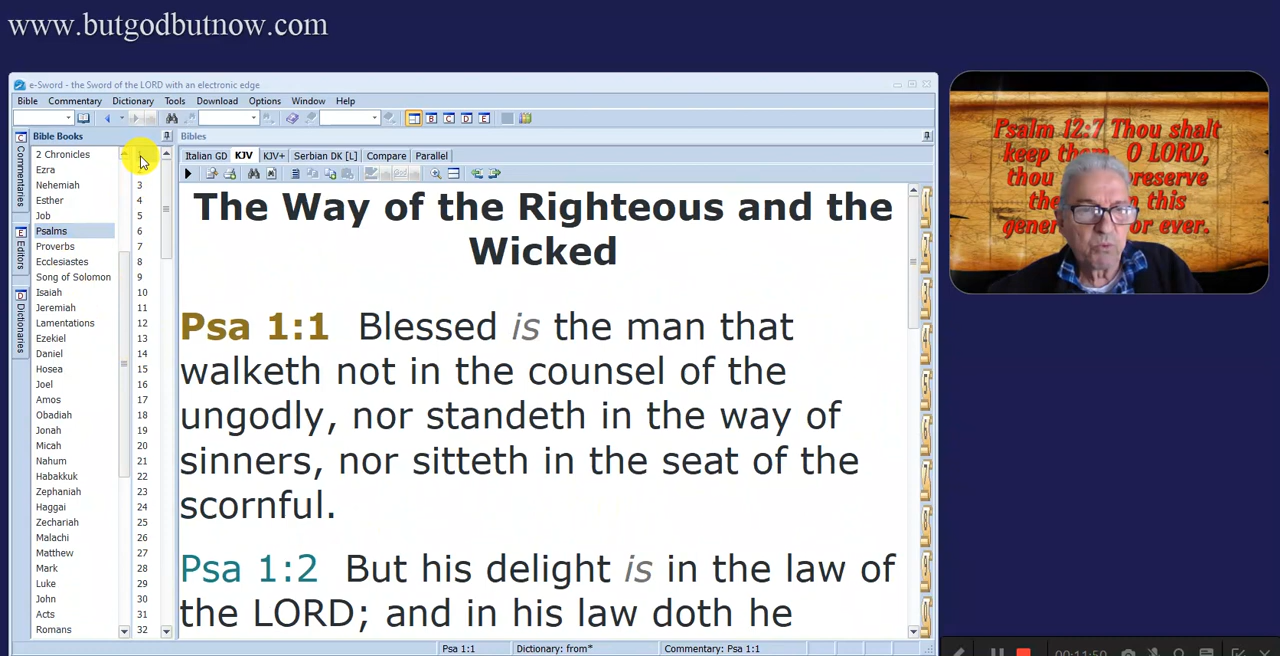 www.butgodbutnow.com
e-Sword - the Sword of the LORD with an electronic edge
Bible Commentary Dictionary Tools Download Options Window Help
Bible Books
Bibles
Italian GD KJV KJV+ Serbian DK [L] Compare Parallel
Commentaries
Editors
Dictionaries
2 Chronicles
Ezra
Nehemiah 3
Esther 4
Job 5
Psalms 6
Proverbs 7
Ecclesiastes 8
Song of Solomon 9
Isaiah 10
Jeremiah 11
Lamentations 12
Ezekiel 13
Daniel 14
Hosea 15
Joel 16
Amos 17
Obadiah 18
Jonah 19
Micah 20
Nahum 21
Habakkuk 22
Zephaniah 23
Haggai 24
Zechariah 25
Malachi 26
Matthew 27
Mark 28
Luke 29
John 30
Acts 31
Romans 32
The Way of the Righteous and the
Wicked
Psa 1:1 Blessed is the man that
walketh not in the counsel of the
ungodly, nor standeth in the way of
sinners, nor sitteth in the seat of the
scornful.
Psa 1:2 But his delight is in the law of
the LORD; and in his law doth he
Psa 1:1 Dictionary: from* Commentary: Psa 1:1
Psalm 12:7 Thou shalt
keep O LORD,
thou reserve
this
gener or ever.
00:11:50